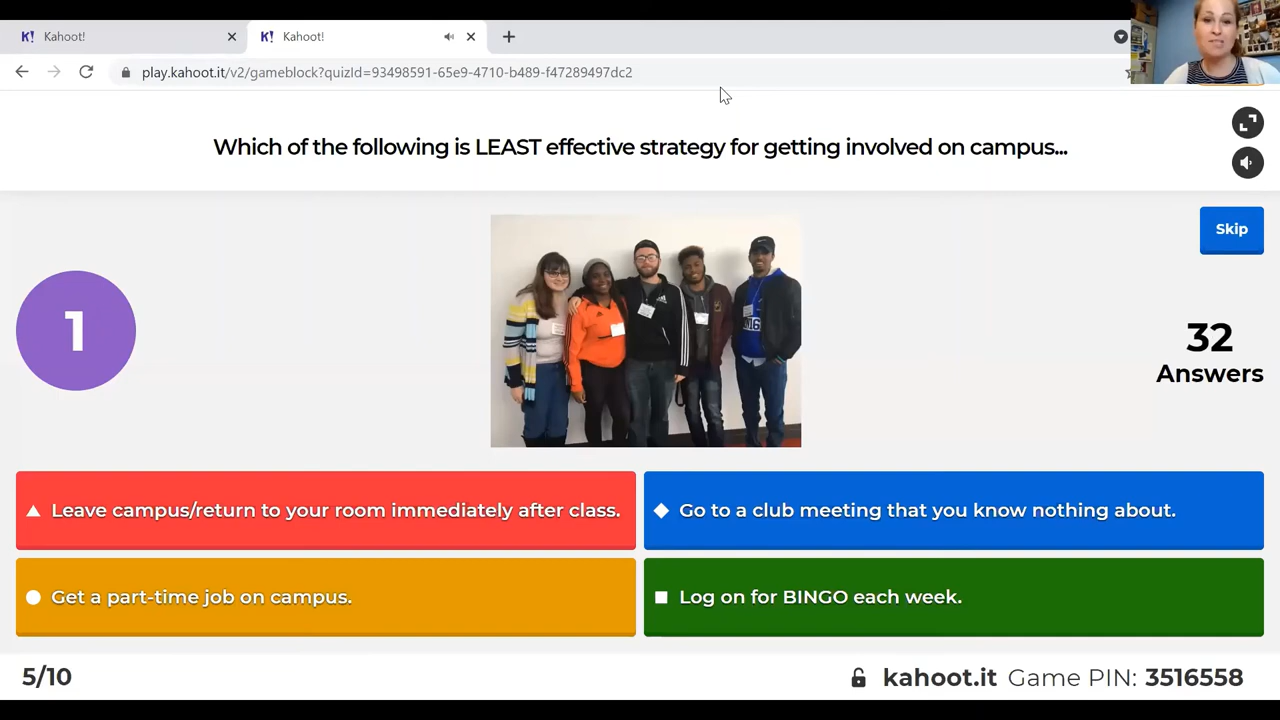 K! Kahoot!
K! Kahoot!
play.kahoot.it/v2/gameblock?quizId=93498591-65e9-4710-b489-f47289497dc2
Which of the following is LEAST effective strategy for getting involved on campus...
Skip
1
32
Answers
Leave campus/return to your room immediately after class.
Go to a club meeting that you know nothing about.
Get a part-time job on campus.
Log on for BINGO each week.
5/10
kahoot.it Game PIN: 3516558